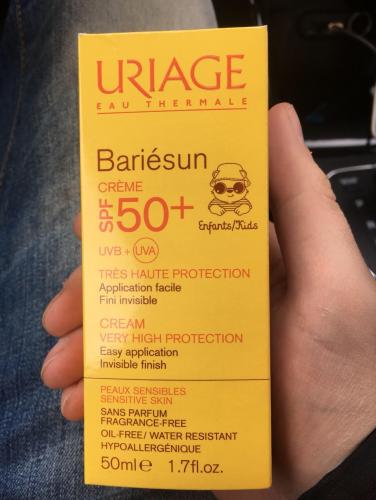 URIAGE
EAU THERMALE
Bariésun
CRÈME
SPF 50+
Enfants/Kids
UVB + UVA
TRÈS HAUTE PROTECTION
Application facile
Fini invisible
CREAM
VERY HIGH PROTECTION
Easy application
Invisible finish
PEAUX SENSIBLES
SENSITIVE SKIN
SANS PARFUM
FRAGRANCE-FREE
OIL-FREE/ WATER RESISTANT
HYPOALLERGÉNIQUE
50ml e 1.7fl.oz.